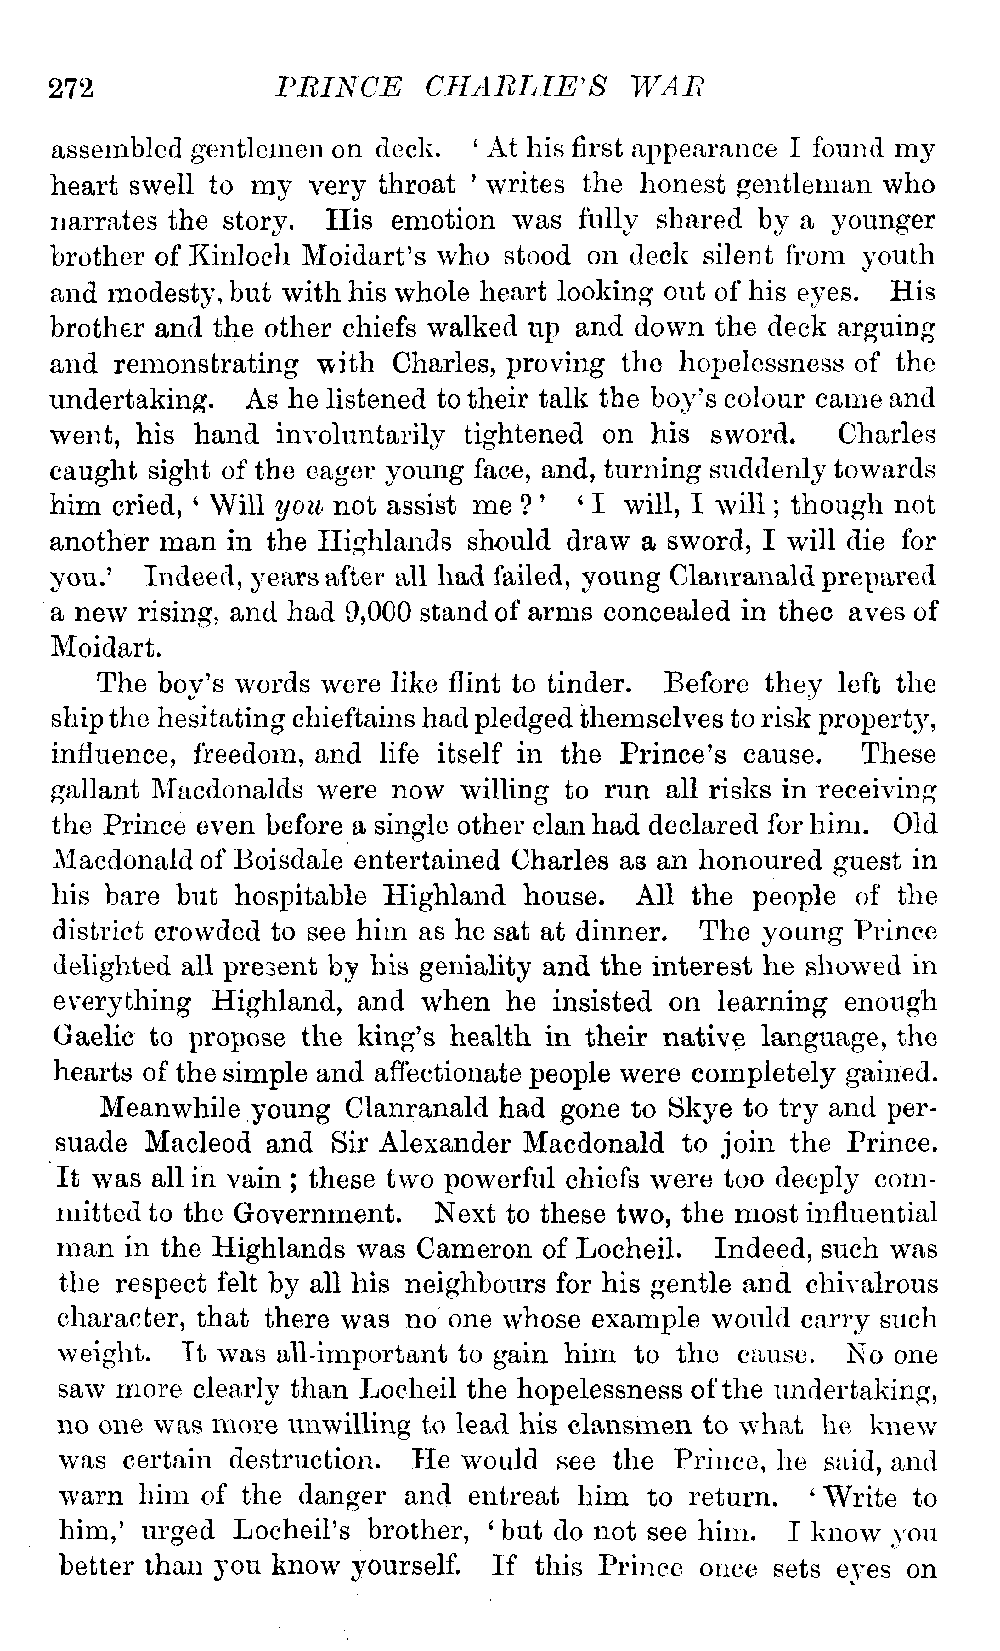 272 PRINCE CHARLIE'S WAR
assembled gentlemen on deck. ‘ At his first appearance I found my
heart swell to my very throat ’ writes the honest gentleman who
narrates the story. His emotion was fully shared by a younger
brother of Kinloch Moidart's who stood on deck silent from youth
and modesty, but with his whole heart looking out of his eyes. His
brother and the other chiefs walked up and down the deck arguing
and remonstrating with Charles, proving the hopelessness of the
undertaking. As he listened to their talk the boy's colour came and
went, his hand involuntarily tightened on his sword. Charles
caught sight of the eager young face, and, turning suddenly towards
him cried, ‘ Will you not assist me ? ’ ‘ I will, I will ; though not
another man in the Highlands should draw a sword, I will die for
you.’ Indeed, years after all had failed, young Clanranald prepared
a new rising, and had 9,000 stand of arms concealed in thec aves of
Moidart.
The boy's words were like flint to tinder. Before they left the
ship the hesitating chieftains had pledged themselves to risk property,
influence, freedom, and life itself in the Prince's cause. These
gallant Macdonalds were now willing to run all risks in receiving
the Prince even before a single other clan had declared for him. Old
Macdonald of Boisdale entertained Charles as an honoured guest in
his bare but hospitable Highland house. All the people of the
district crowded to see him as he sat at dinner. The young Prince
delighted all present by his geniality and the interest he showed in
everything Highland, and when he insisted on learning enough
Gaelic to propose the king's health in their native language, the
hearts of the simple and affectionate people were completely gained.
Meanwhile young Clanranald had gone to Skye to try and per-
suade Macleod and Sir Alexander Macdonald to join the Prince.
It was all in vain ; these two powerful chiefs were too deeply com-
mitted to the Government. Next to these two, the most influential
man in the Highlands was Cameron of Locheil. Indeed, such was
the respect felt by all his neighbours for his gentle and chivalrous
character, that there was no one whose example would carry such
weight. It was all-important to gain him to the cause. No one
saw more clearly than Locheil the hopelessness of the undertaking,
no one was more unwilling to lead his clansmen to what he knew
was certain destruction. He would see the Prince, he said, and
warn him of the danger and entreat him to return. ‘ Write to
him,’ urged Locheil's brother, ‘ but do not see him. I know you
better than you know yourself. If this Prince once sets eyes on